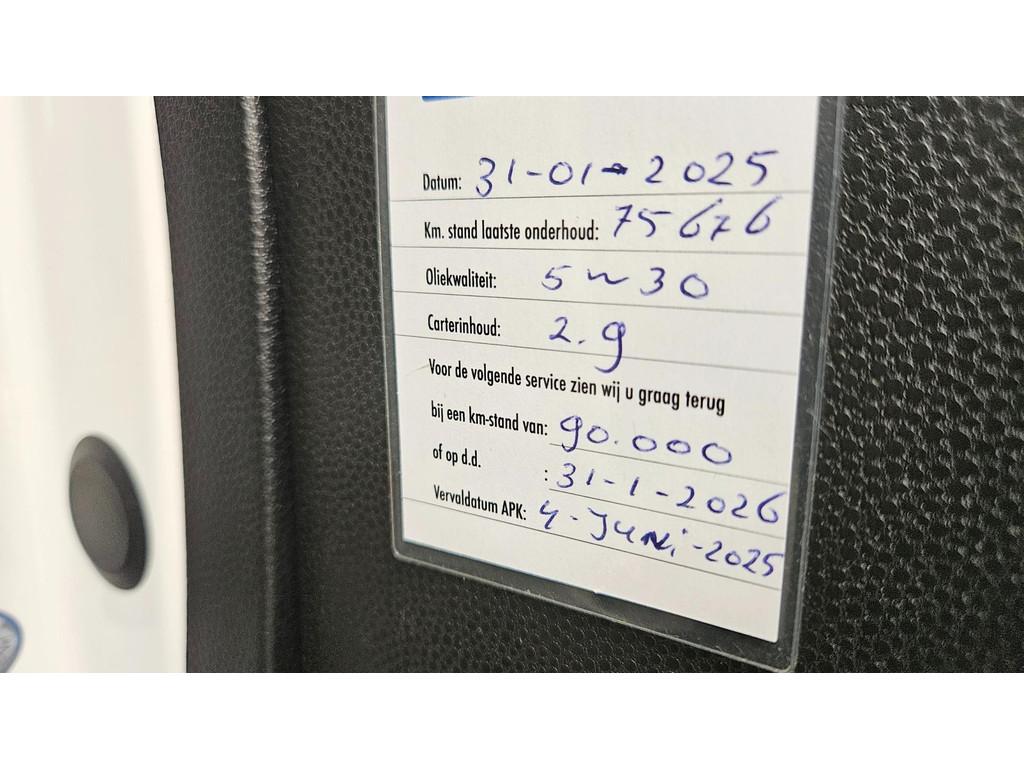 Datum: 31-01-2025
Km. stand laatste onderhoud: 75676
Oliekwaliteit: 5w30
Carterinhoud: 2.9
Voor de volgende service zien wij u graag terug
bij een km-stand van: 90.000
of op d.d. : 31-1-2026
Vervaldatum APK: 4-Juni-2025